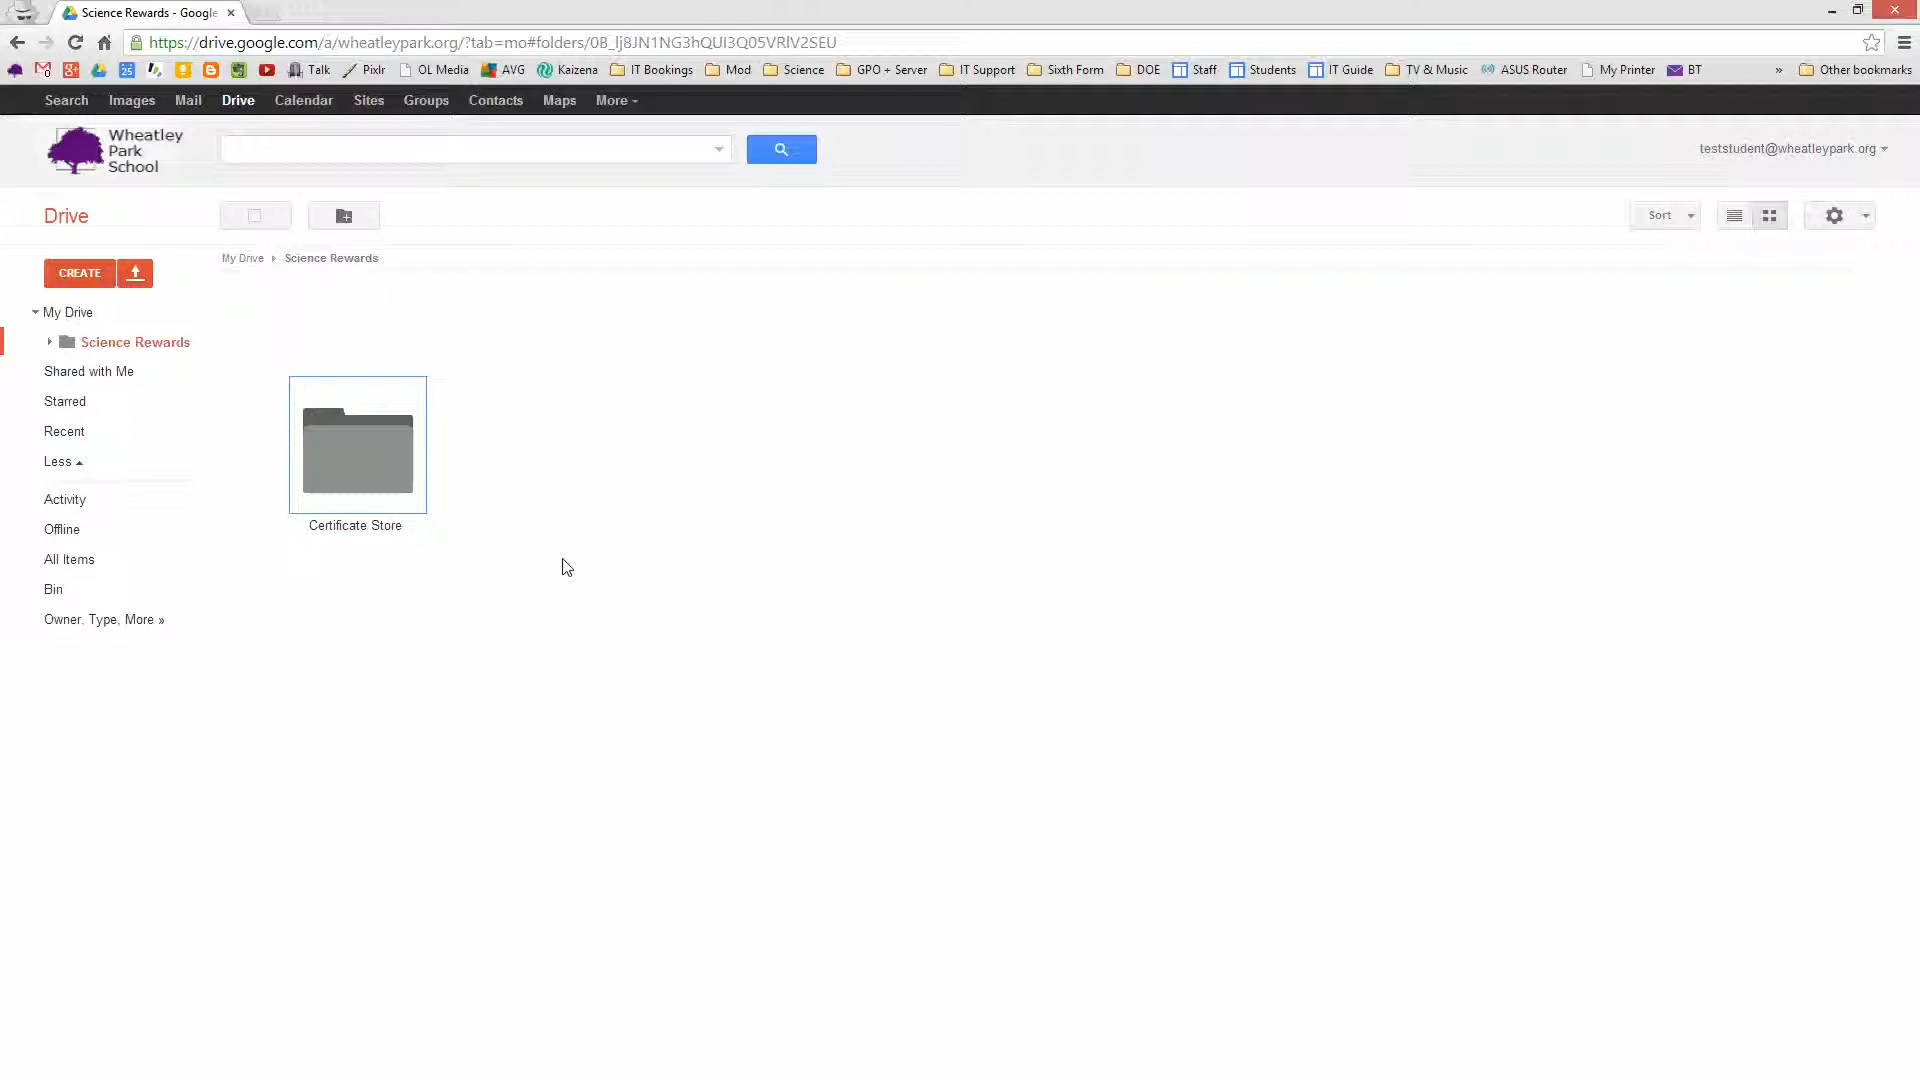 Science Rewards - Google
https://drive.google.com/a/wheatleypark.org/?tab=mo#folders/0B_lj8JN1NG3hQUl3Q05VRlV2SEU
25 Talk Pixlr OL Media AVG Kaizena IT Bookings Mod Science GPO + Server IT Support Sixth Form DOE Staff Students IT Guide TV & Music ASUS Router My Printer BT » Other bookmarks
Search Images Mail Drive Calendar Sites Groups Contacts Maps More
Wheatley
Park
School
teststudent@wheatleypark.org
Drive
Sort
My Drive Science Rewards
CREATE
My Drive
Science Rewards
Shared with Me
Starred
Recent
Less
Activity
Offline
All Items
Bin
Owner, Type, More »
Certificate Store